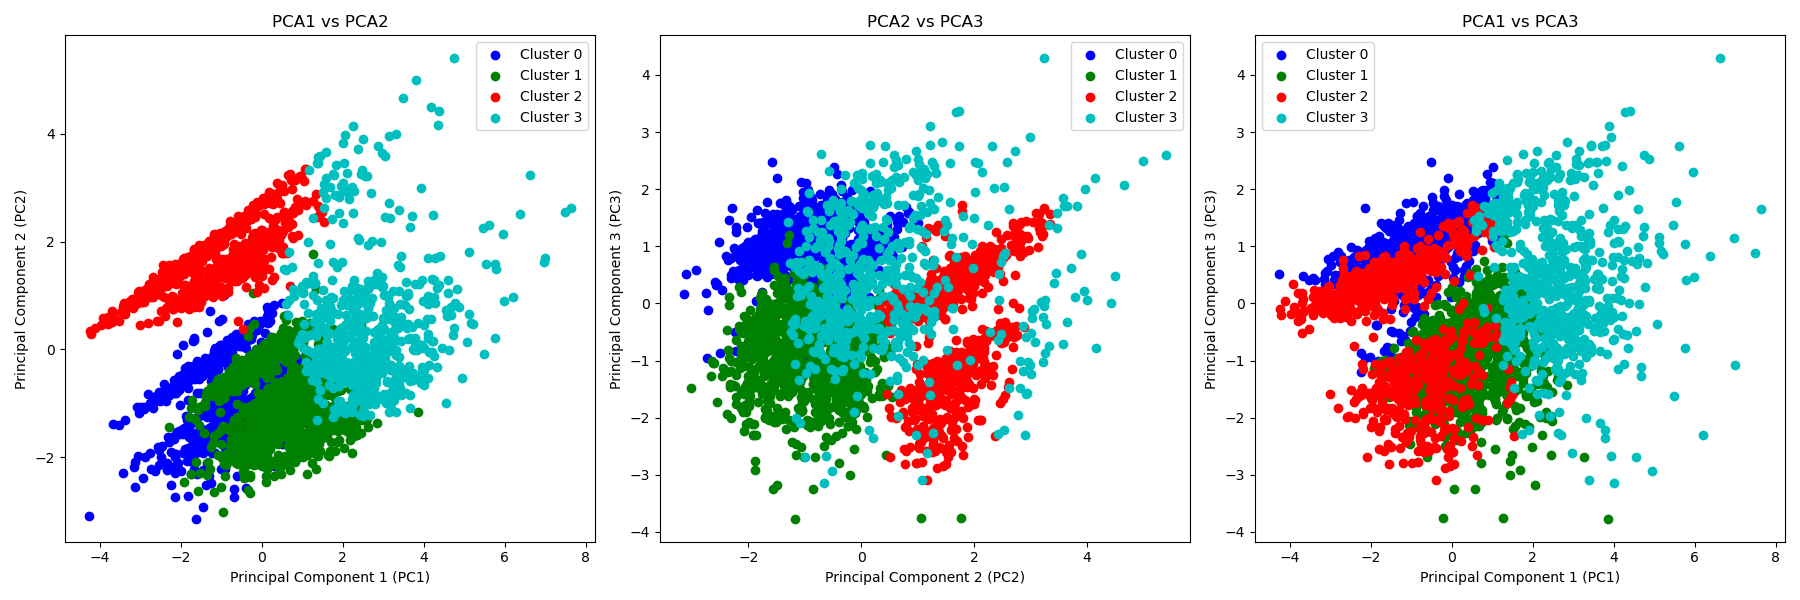 PCA1 vs PCA2
Cluster 0
Cluster 1
Cluster 2
Cluster 3
4
2
0
−2
−4
−2
0
2
4
6
8
Principal Component 2 (PC2)
Principal Component 1 (PC1)
PCA2 vs PCA3
Cluster 0
Cluster 1
Cluster 2
Cluster 3
4
3
2
1
0
−1
−2
−3
−4
−2
0
2
4
Principal Component 3 (PC3)
Principal Component 2 (PC2)
PCA1 vs PCA3
Cluster 0
Cluster 1
Cluster 2
Cluster 3
4
3
2
1
0
−1
−2
−3
−4
−4
−2
0
2
4
6
8
Principal Component 3 (PC3)
Principal Component 1 (PC1)